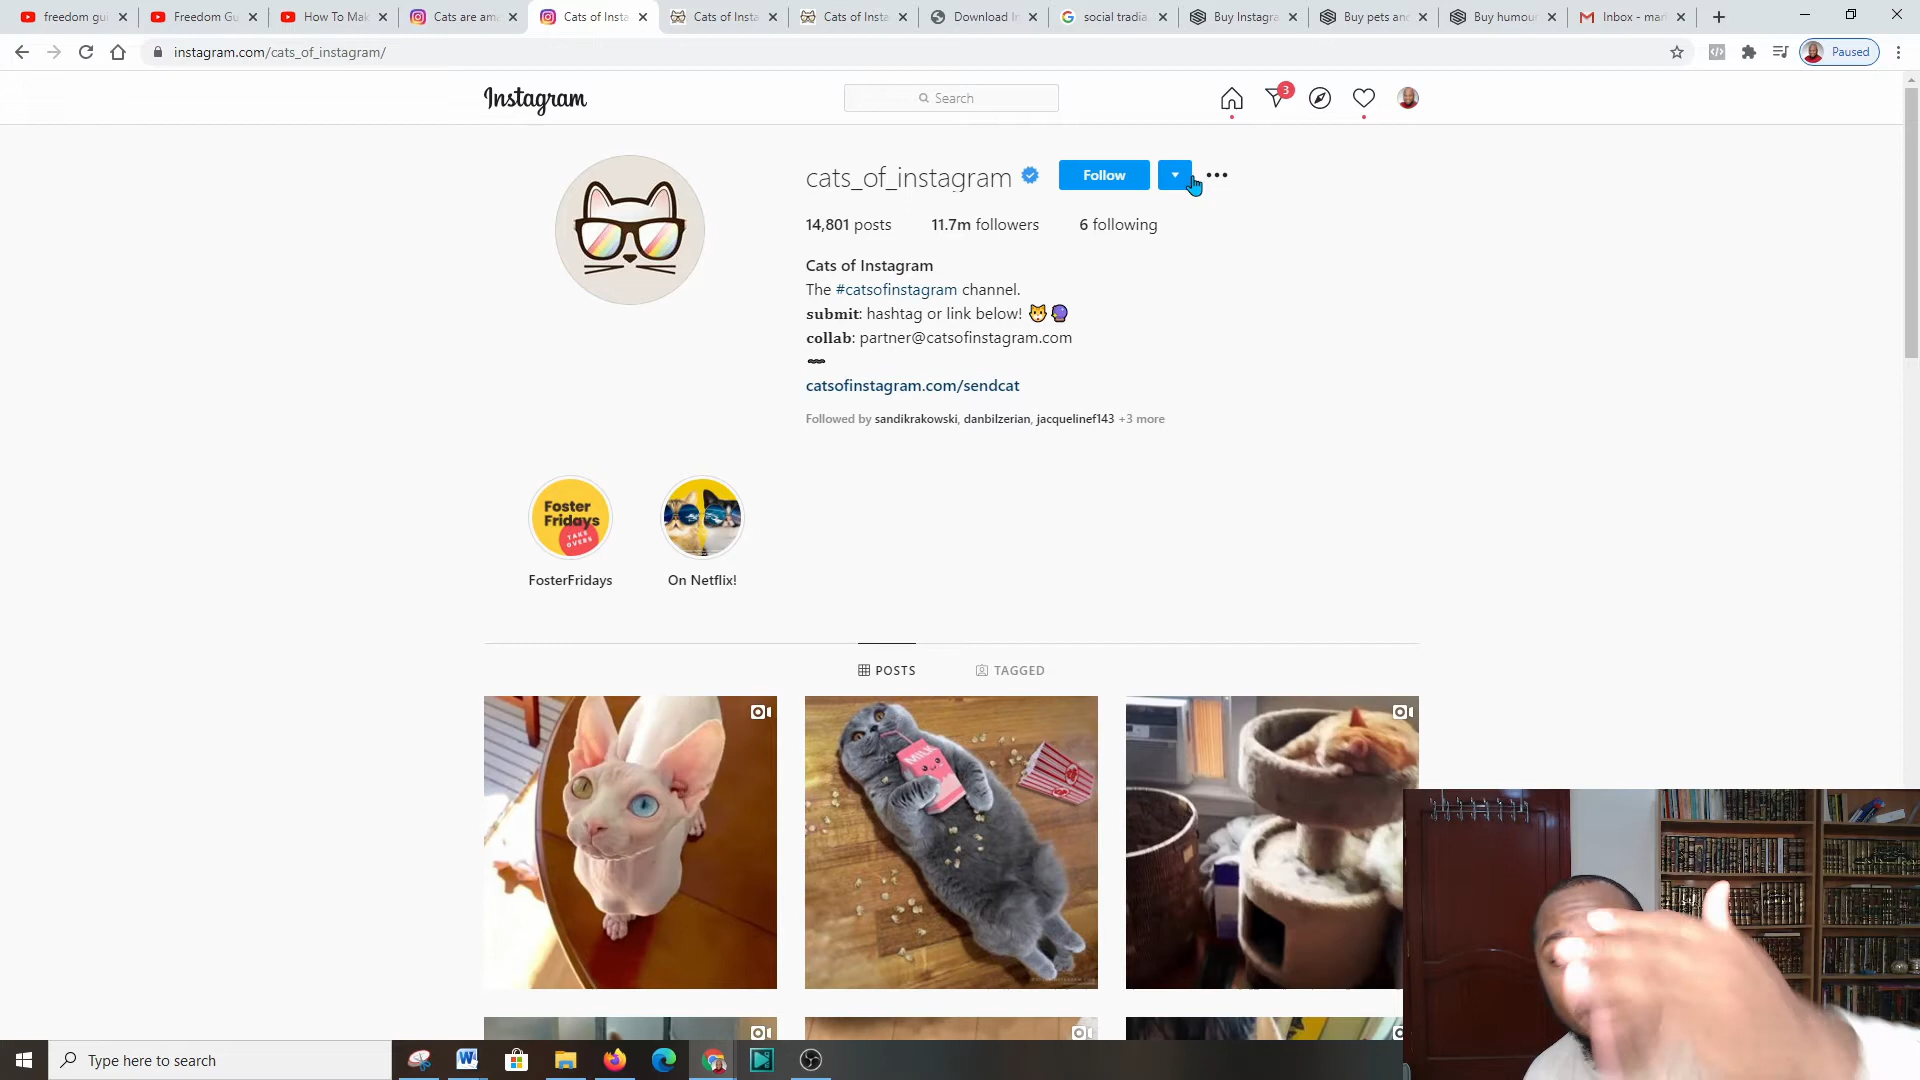 freedom gui
Freedom Gu
How To Mak
Cats are am
Cats of Insta
Cats of Insta
Cats of Insta
Download In
social tradia
Buy Instagra
Buy pets and
Buy humou
Inbox - mar
instagram.com/cats_of_instagram/
Paused
Instagram
Search
3
cats_of_instagram
Follow
14,801 posts
11.7m followers
6 following
Cats of Instagram
The #catsofinstagram channel.
submit: hashtag or link below! 🐱🔮
collab: partner@catsofinstagram.com
catsofinstagram.com/sendcat
Followed by sandikrakowski, danbilzerian, jacquelinef143 +3 more
Foster
Fridays
TAKE
OVERS
FosterFridays
On Netflix!
POSTS
TAGGED
MILK
Type here to search